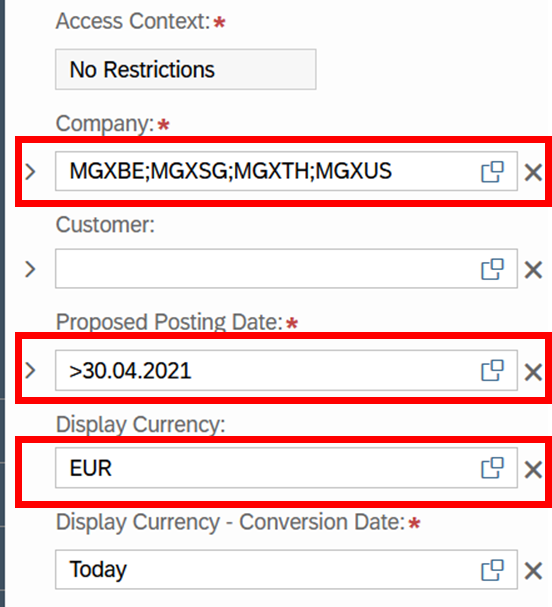 Access Context:*
No Restrictions
Company:*
MGXBE;MGXSG;MGXTH;MGXUS
Customer:
Proposed Posting Date:*
>30.04.2021
Display Currency:
EUR
Display Currency - Conversion Date:*
Today